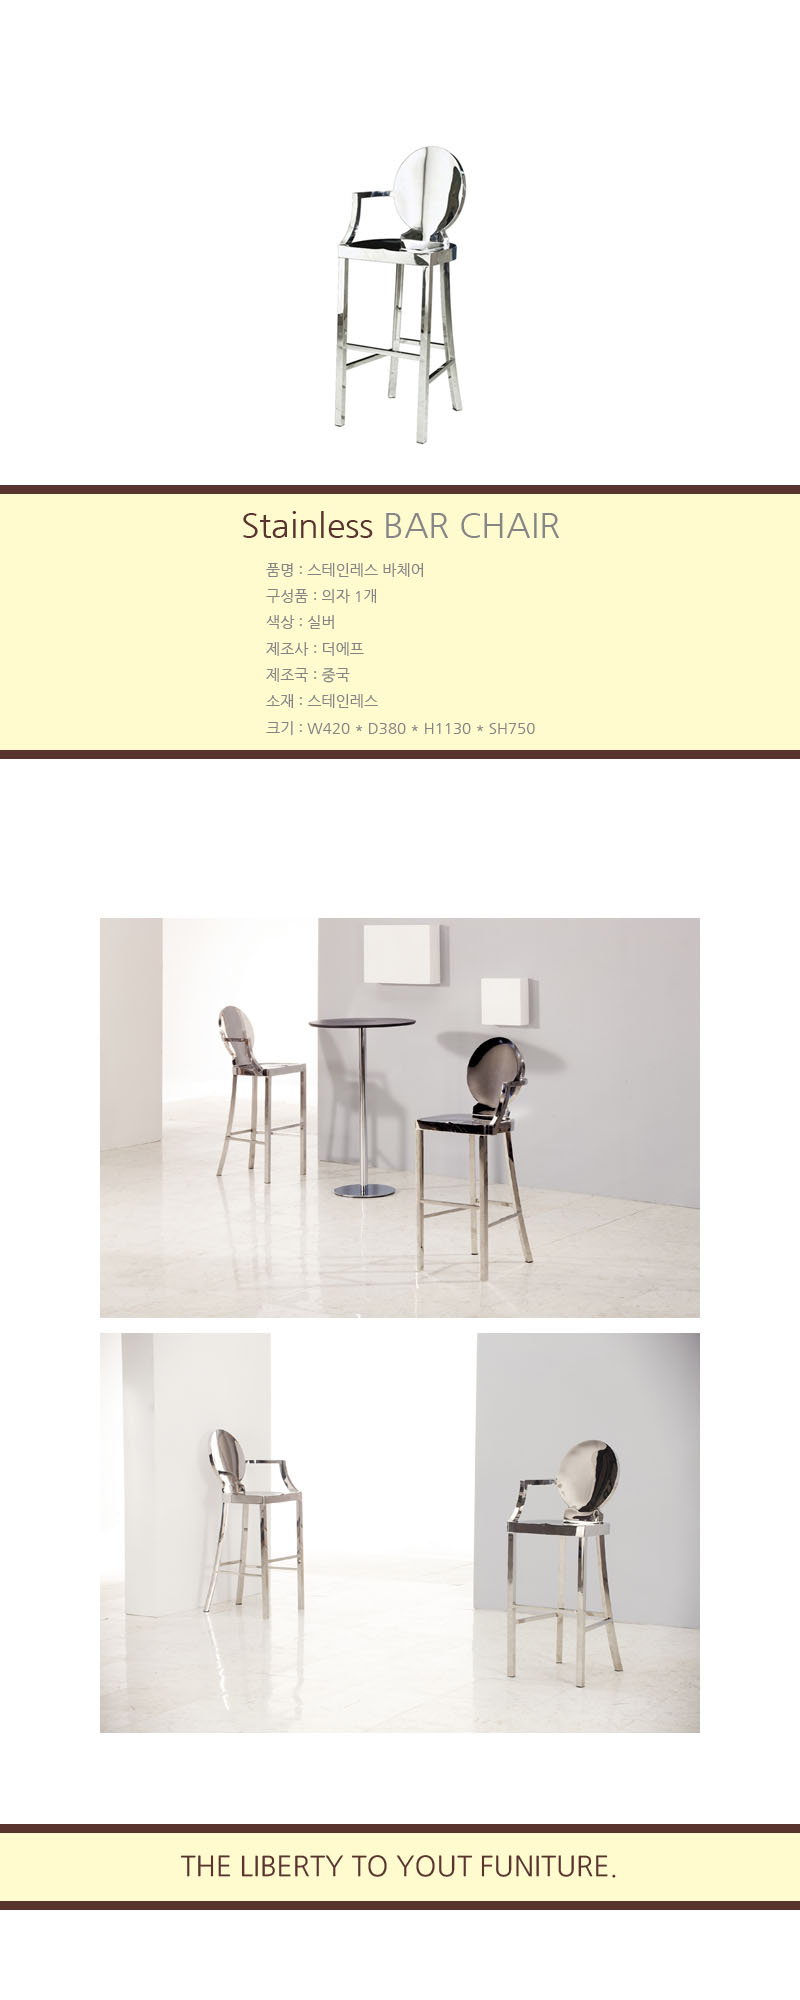 Stainless BAR CHAIR
품명 : 스테인레스 바체어
구성품 : 의자 1개
색상 : 실버
제조사 : 더에프
제조국 : 중국
소재 : 스테인레스
크기 : W420 * D380 * H1130 * SH750
THE LIBERTY TO YOUT FUNITURE.